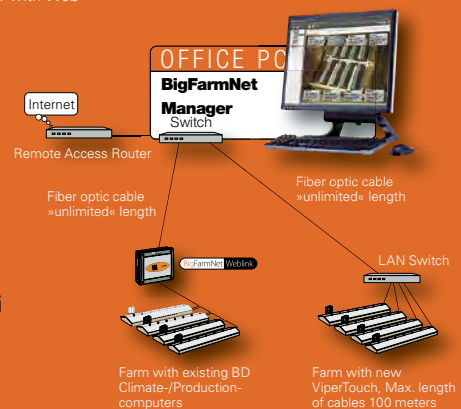 with Web
OFFICE PC
BigFarmNet
Manager
Switch
Internet
Remote Access Router
Fiber optic cable
»unlimited« length
Fiber optic cable
»unlimited« length
BigFarmNet Weblink
LAN Switch
Farm with existing BD
Climate-/Production-
computers
Farm with new
ViperTouch, Max. length
of cables 100 meters